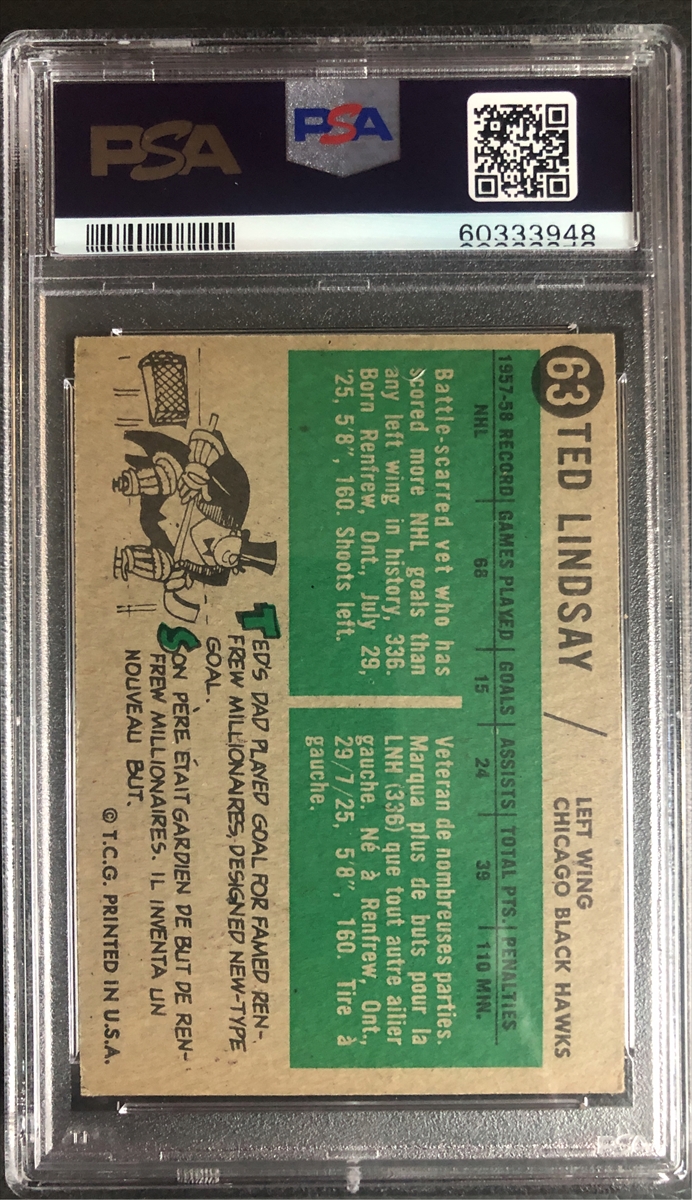 PSA
PSA
60333948
63 TED LINDSAY / LEFT WING
CHICAGO BLACK HAWKS
1957-58 RECORD GAMES PLAYED GOALS ASSISTS TOTAL PTS. PENALTIES
NHL 68 15 24 39 110 MIN.
Battle-scarred vet who has
scored more NHL goals than
any left wing in history, 336.
Born Renfrew, Ont., July 29,
'25, 5'8", 160. Shoots left.
Veteran de nombreuses parties.
Marqua plus de buts pour la
LNH (336) que tout autre ailier
gauche. Né à Renfrew, Ont.,
29/7/25, 5'8", 160. Tire à
gauche.
TED'S DAD PLAYED GOAL FOR FAMED REN-
FREW MILLIONAIRES, DESIGNED NEW-TYPE
GOAL.
SON PÈRE ÉTAIT GARDIEN DE BUT DE REN-
FREW MILLIONAIRES. IL INVENTA UN
NOUVEAU BUT.
© T.C.G. PRINTED IN U.S.A.